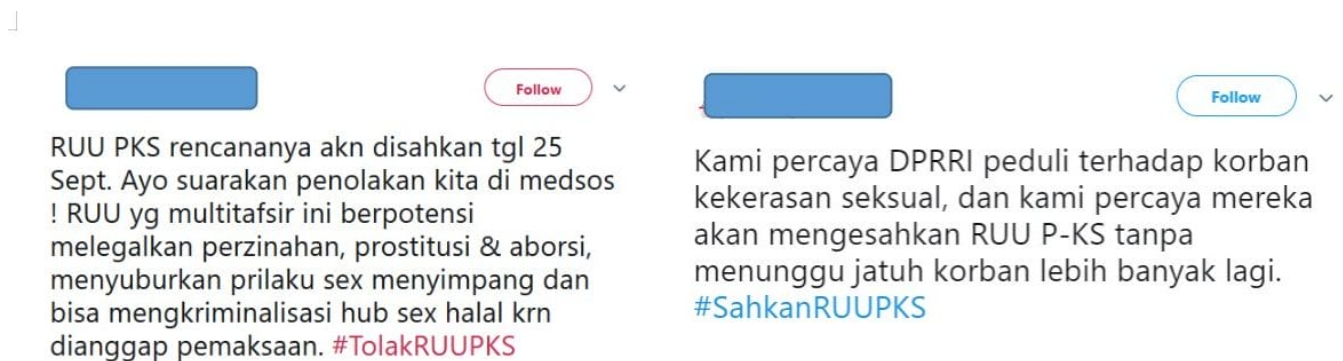 Follow
RUU PKS rencananya akn disahkan tgl 25
Sept. Ayo suarakan penolakan kita di medsos
! RUU yg multitafsir ini berpotensi
melegalkan perzinahan, prostitusi & aborsi,
menyuburkan prilaku sex menyimpang dan
bisa mengkriminalisasi hub sex halal krn
dianggap pemaksaan. #TolakRUUPKS
Follow
Kami percaya DPRRI peduli terhadap korban
kekerasan seksual, dan kami percaya mereka
akan mengesahkan RUU P-KS tanpa
menunggu jatuh korban lebih banyak lagi.
#SahkanRUUPKS